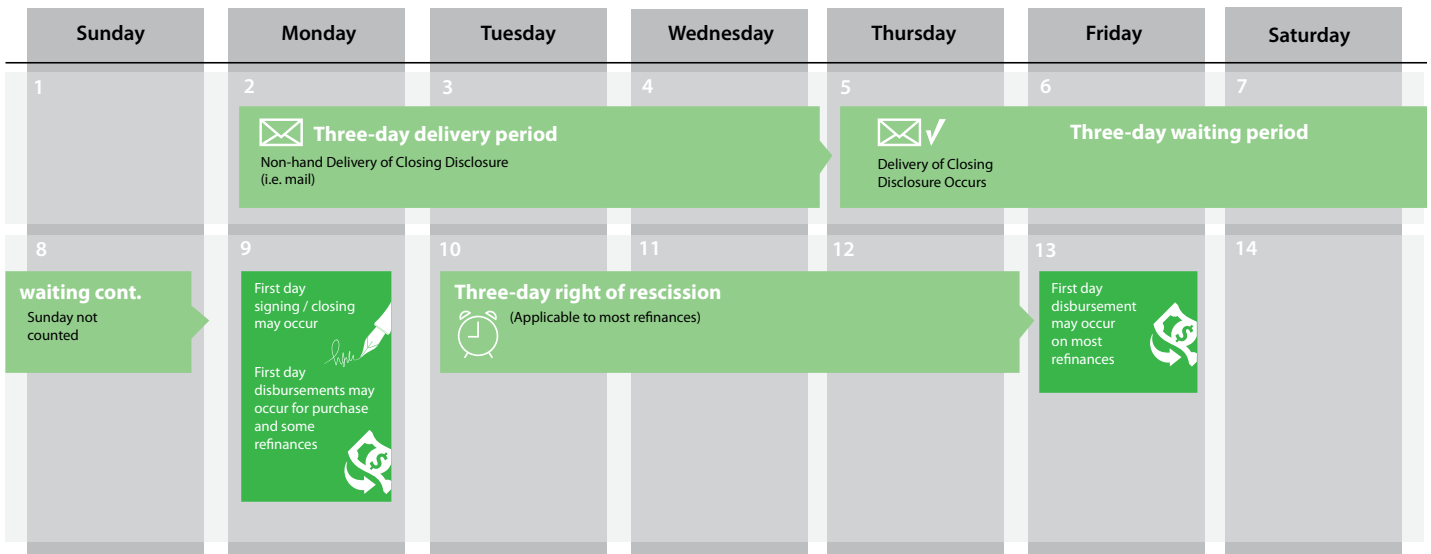 Sunday Monday Tuesday Wednesday Thursday Friday Saturday
1 2 3 4 5 6 7
Three-day delivery period
Non-hand Delivery of Closing Disclosure
(i.e. mail)
Three-day waiting period
Delivery of Closing
Disclosure Occurs
8 9 10 11 12 13 14
waiting cont.
Sunday not
counted
First day
signing / closing
may occur
First day
disbursements may
occur for purchase
and some
refinances
Three-day right of rescission
(Applicable to most refinances)
First day
disbursement
may occur
on most
refinances